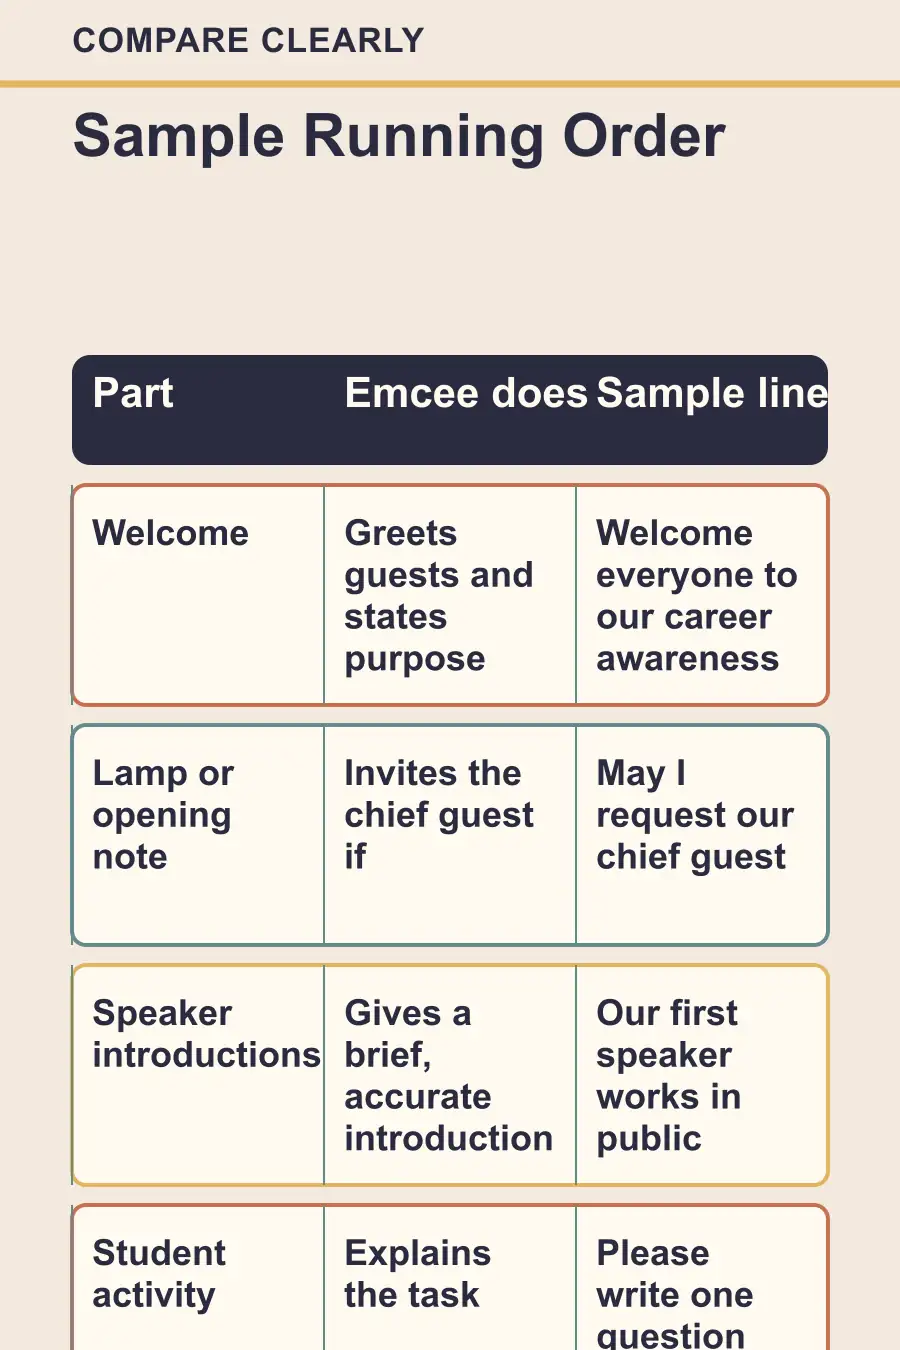 COMPARE CLEARLY
Sample Running Order
Part
Emcee does
Sample line
Welcome
Greets
guests and
states
purpose
Welcome
everyone to
our career
awareness
Lamp or
opening
note
Invites the
chief guest
if
May I
request our
chief guest
Speaker
introductions
Gives a
brief,
accurate
introduction
Our first
speaker
works in
public
Student
activity
Explains
the task
Please
write one
question